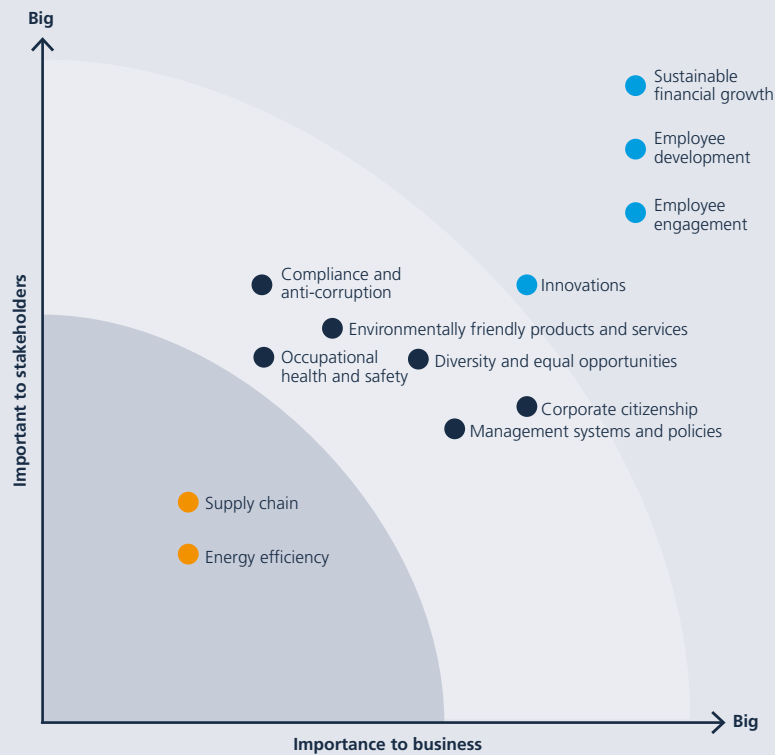 Big
Sustainable
financial growth
Employee
development
Employee
engagement
Compliance and
anti-corruption
Innovations
Environmentally friendly products and services
Occupational
health and safety
Diversity and equal opportunities
Corporate citizenship
Management systems and policies
Important to stakeholders
Supply chain
Energy efficiency
Big
Importance to business